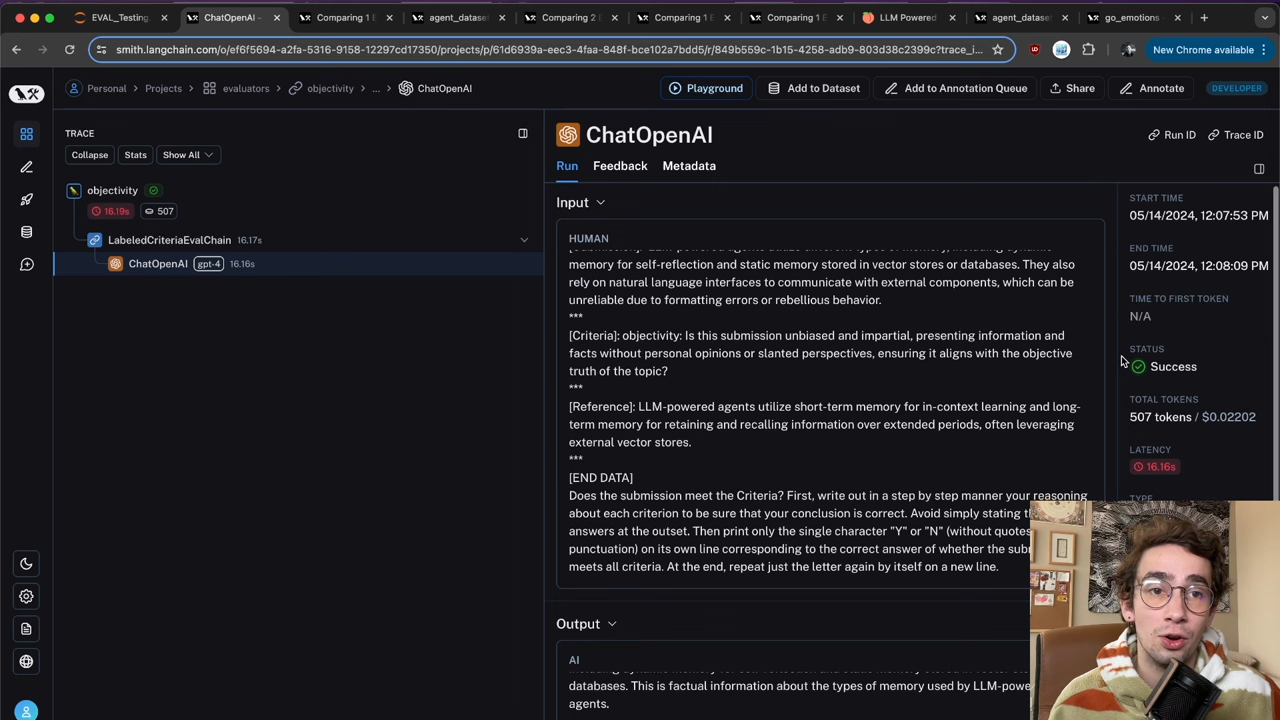 EVAL_Testing.
ChatOpenAI -
Comparing 1 E
agent_dataset
Comparing 2 E
Comparing 1 E
Comparing 1 E
LLM Powered
agent_dataset
go_emotions -
smith.langchain.com/o/ef6f5694-a2fa-5316-9158-12297cd17350/projects/p/61d6939a-eec3-4faa-848f-bce102a7bdd5/r/849b559c-1b15-4258-adb9-803d38c2399c?trace_i...
New Chrome available
Personal > Projects > evaluators > objectivity > ... > ChatOpenAI
Playground
Add to Dataset
Add to Annotation Queue
Share
Annotate
DEVELOPER
TRACE
Collapse
Stats
Show All
objectivity
16.19s
507
LabeledCriteriaEvalChain 16.17s
ChatOpenAI gpt-4 16.16s
ChatOpenAI
Run ID
Trace ID
Run
Feedback
Metadata
Input
HUMAN
memory for self-reflection and static memory stored in vector stores or databases. They also
rely on natural language interfaces to communicate with external components, which can be
unreliable due to formatting errors or rebellious behavior.
***
[Criteria]: objectivity: Is this submission unbiased and impartial, presenting information and
facts without personal opinions or slanted perspectives, ensuring it aligns with the objective
truth of the topic?
***
[Reference]: LLM-powered agents utilize short-term memory for in-context learning and long-
term memory for retaining and recalling information over extended periods, often leveraging
external vector stores.
***
[END DATA]
Does the submission meet the Criteria? First, write out in a step by step manner your reasoning
about each criterion to be sure that your conclusion is correct. Avoid simply stating th
answers at the outset. Then print only the single character "Y" or "N" (without quotes
punctuation) on its own line corresponding to the correct answer of whether the sub
meets all criteria. At the end, repeat just the letter again by itself on a new line.
Output
AI
databases. This is factual information about the types of memory used by LLM-powe
agents.
START TIME
05/14/2024, 12:07:53 PM
END TIME
05/14/2024, 12:08:09 PM
TIME TO FIRST TOKEN
N/A
STATUS
Success
TOTAL TOKENS
507 tokens / $0.02202
LATENCY
16.16s
TYPE